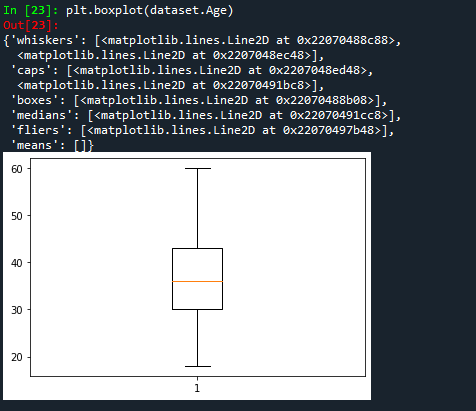 In [23]: plt.boxplot(dataset.Age)
Out[23]:
{'whiskers': [<matplotlib.lines.Line2D at 0x22070488c88>,
  <matplotlib.lines.Line2D at 0x2207048ec48>],
 'caps': [<matplotlib.lines.Line2D at 0x2207048ed48>,
  <matplotlib.lines.Line2D at 0x22070491bc8>],
 'boxes': [<matplotlib.lines.Line2D at 0x22070488b08>],
 'medians': [<matplotlib.lines.Line2D at 0x22070491cc8>],
 'fliers': [<matplotlib.lines.Line2D at 0x22070497b48>],
 'means': []}
60
50
40
30
20
1